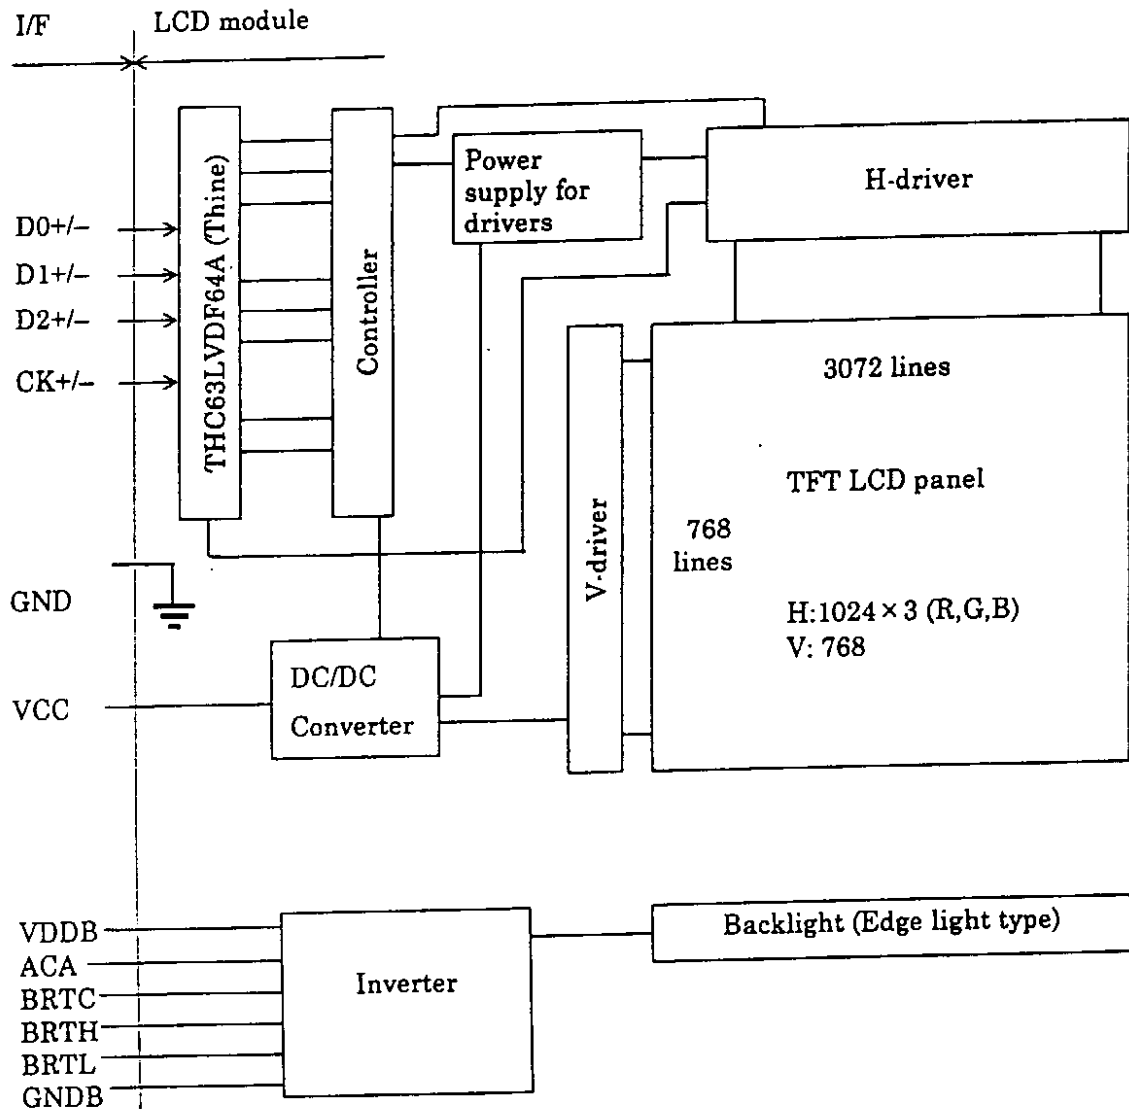 I/F
LCD module
D0+/–
D1+/–
D2+/–
CK+/–
THC63LVDF64A (Thine)
Controller
Power
supply for
drivers
H-driver
3072 lines
TFT LCD panel
768
lines
H:1024 × 3 (R,G,B)
V: 768
V-driver
GND
VCC
DC/DC
Converter
VDDB
ACA
BRTC
BRTH
BRTL
GNDB
Inverter
Backlight (Edge light type)